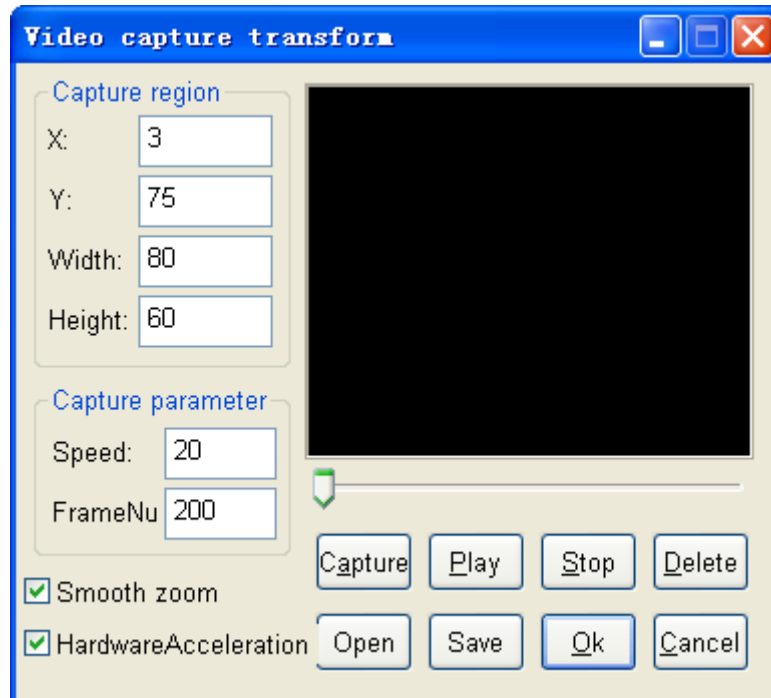 Video capture transform
Capture region
X: 3
Y: 75
Width: 80
Height: 60
Capture parameter
Speed: 20
FrameNu 200
Smooth zoom
HardwareAcceleration
Capture Play Stop Delete
Open Save Ok Cancel